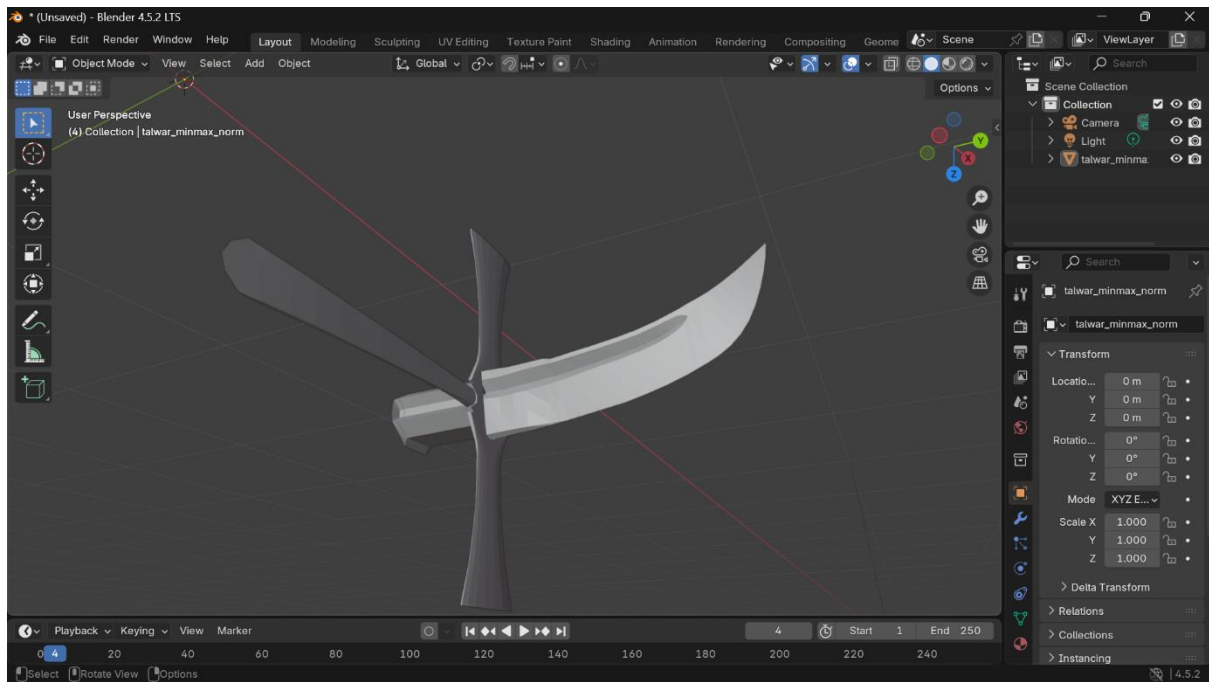 * (Unsaved) - Blender 4.5.2 LTS
File Edit Render Window Help Layout Modeling Sculpting UV Editing Texture Paint Shading Animation Rendering Compositing Geome Scene ViewLayer
Object Mode View Select Add Object Global Search
Options
User Perspective
(4) Collection | talwar_minmax_norm
Y
X
Z
Scene Collection
Collection
Camera
Light
talwar_minma
Search
talwar_minmax_norm
talwar_minmax_norm
Transform
Locatio... 0 m
Y 0 m
Z 0 m
Rotatio... 0°
Y 0°
Z 0°
Mode XYZ E...
Scale X 1.000
Y 1.000
Z 1.000
Delta Transform
Relations
Collections
Instancing
Playback Keying View Marker 4 Start 1 End 250
0 4 20 40 60 80 100 120 140 160 180 200 220 240
Select Rotate View Options 4.5.2